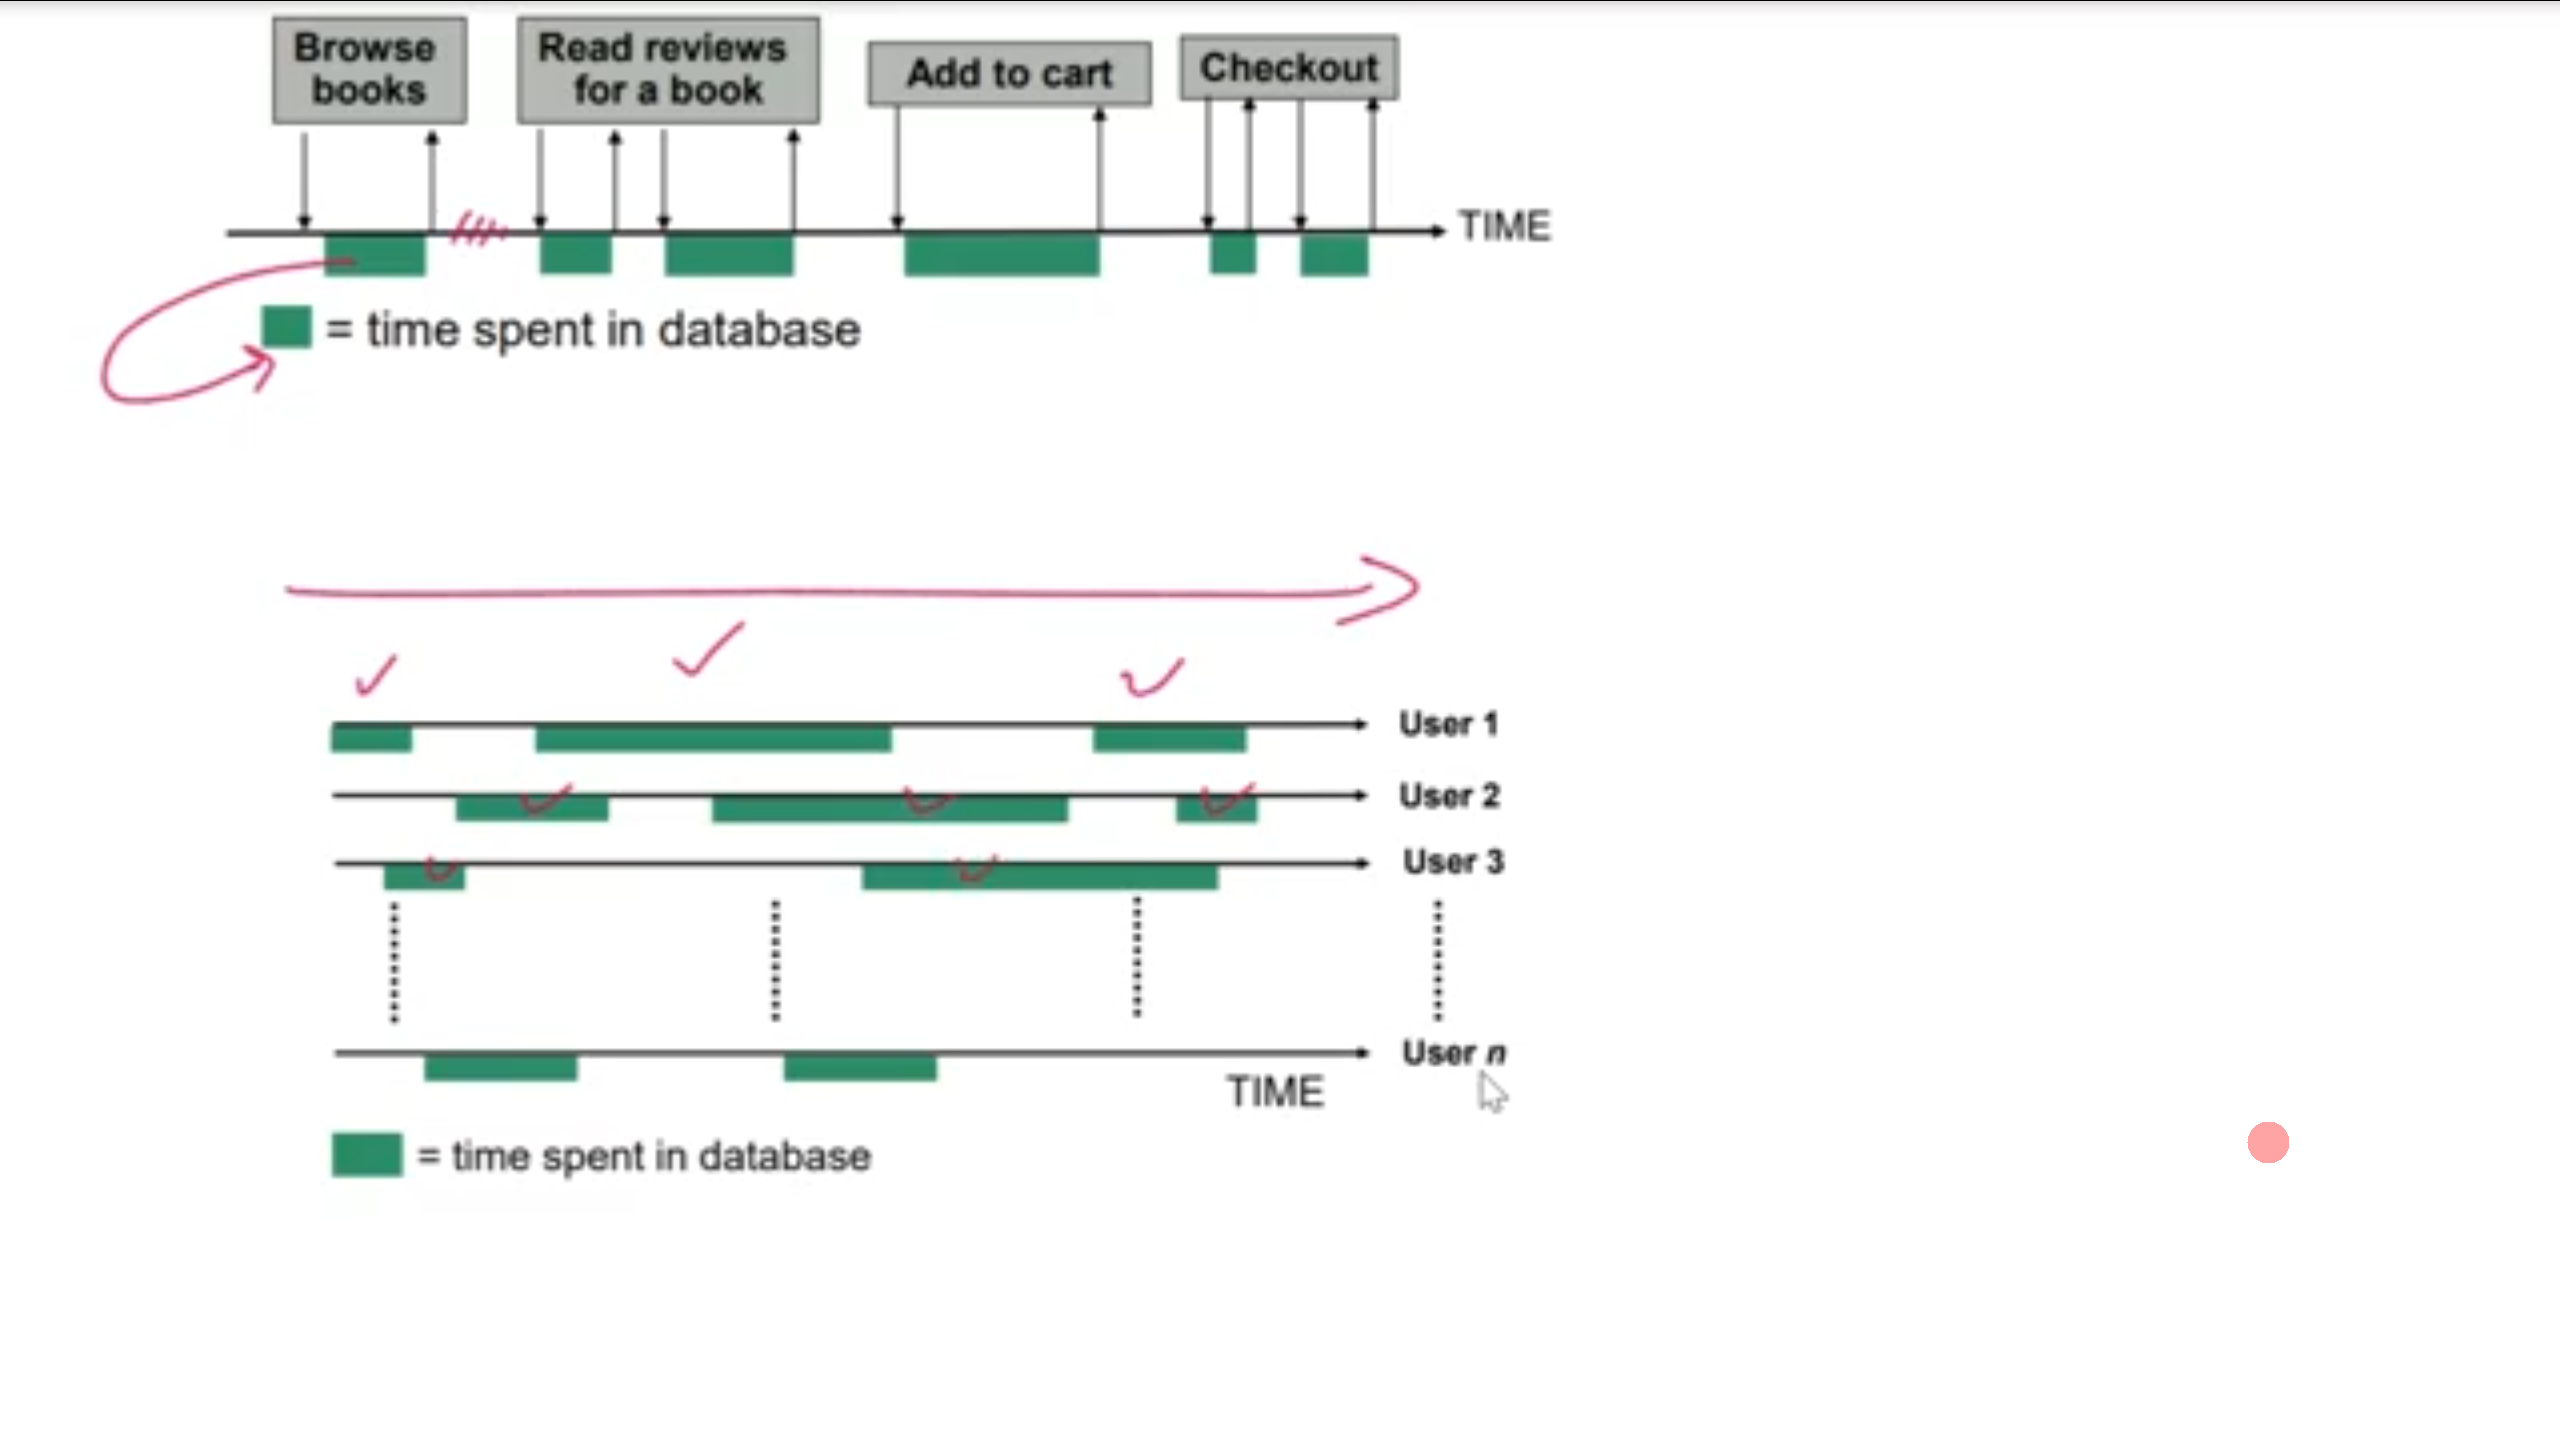 Browse
books
Read reviews
for a book
Add to cart
Checkout
TIME
= time spent in database
User 1
User 2
User 3
User n
TIME
= time spent in database